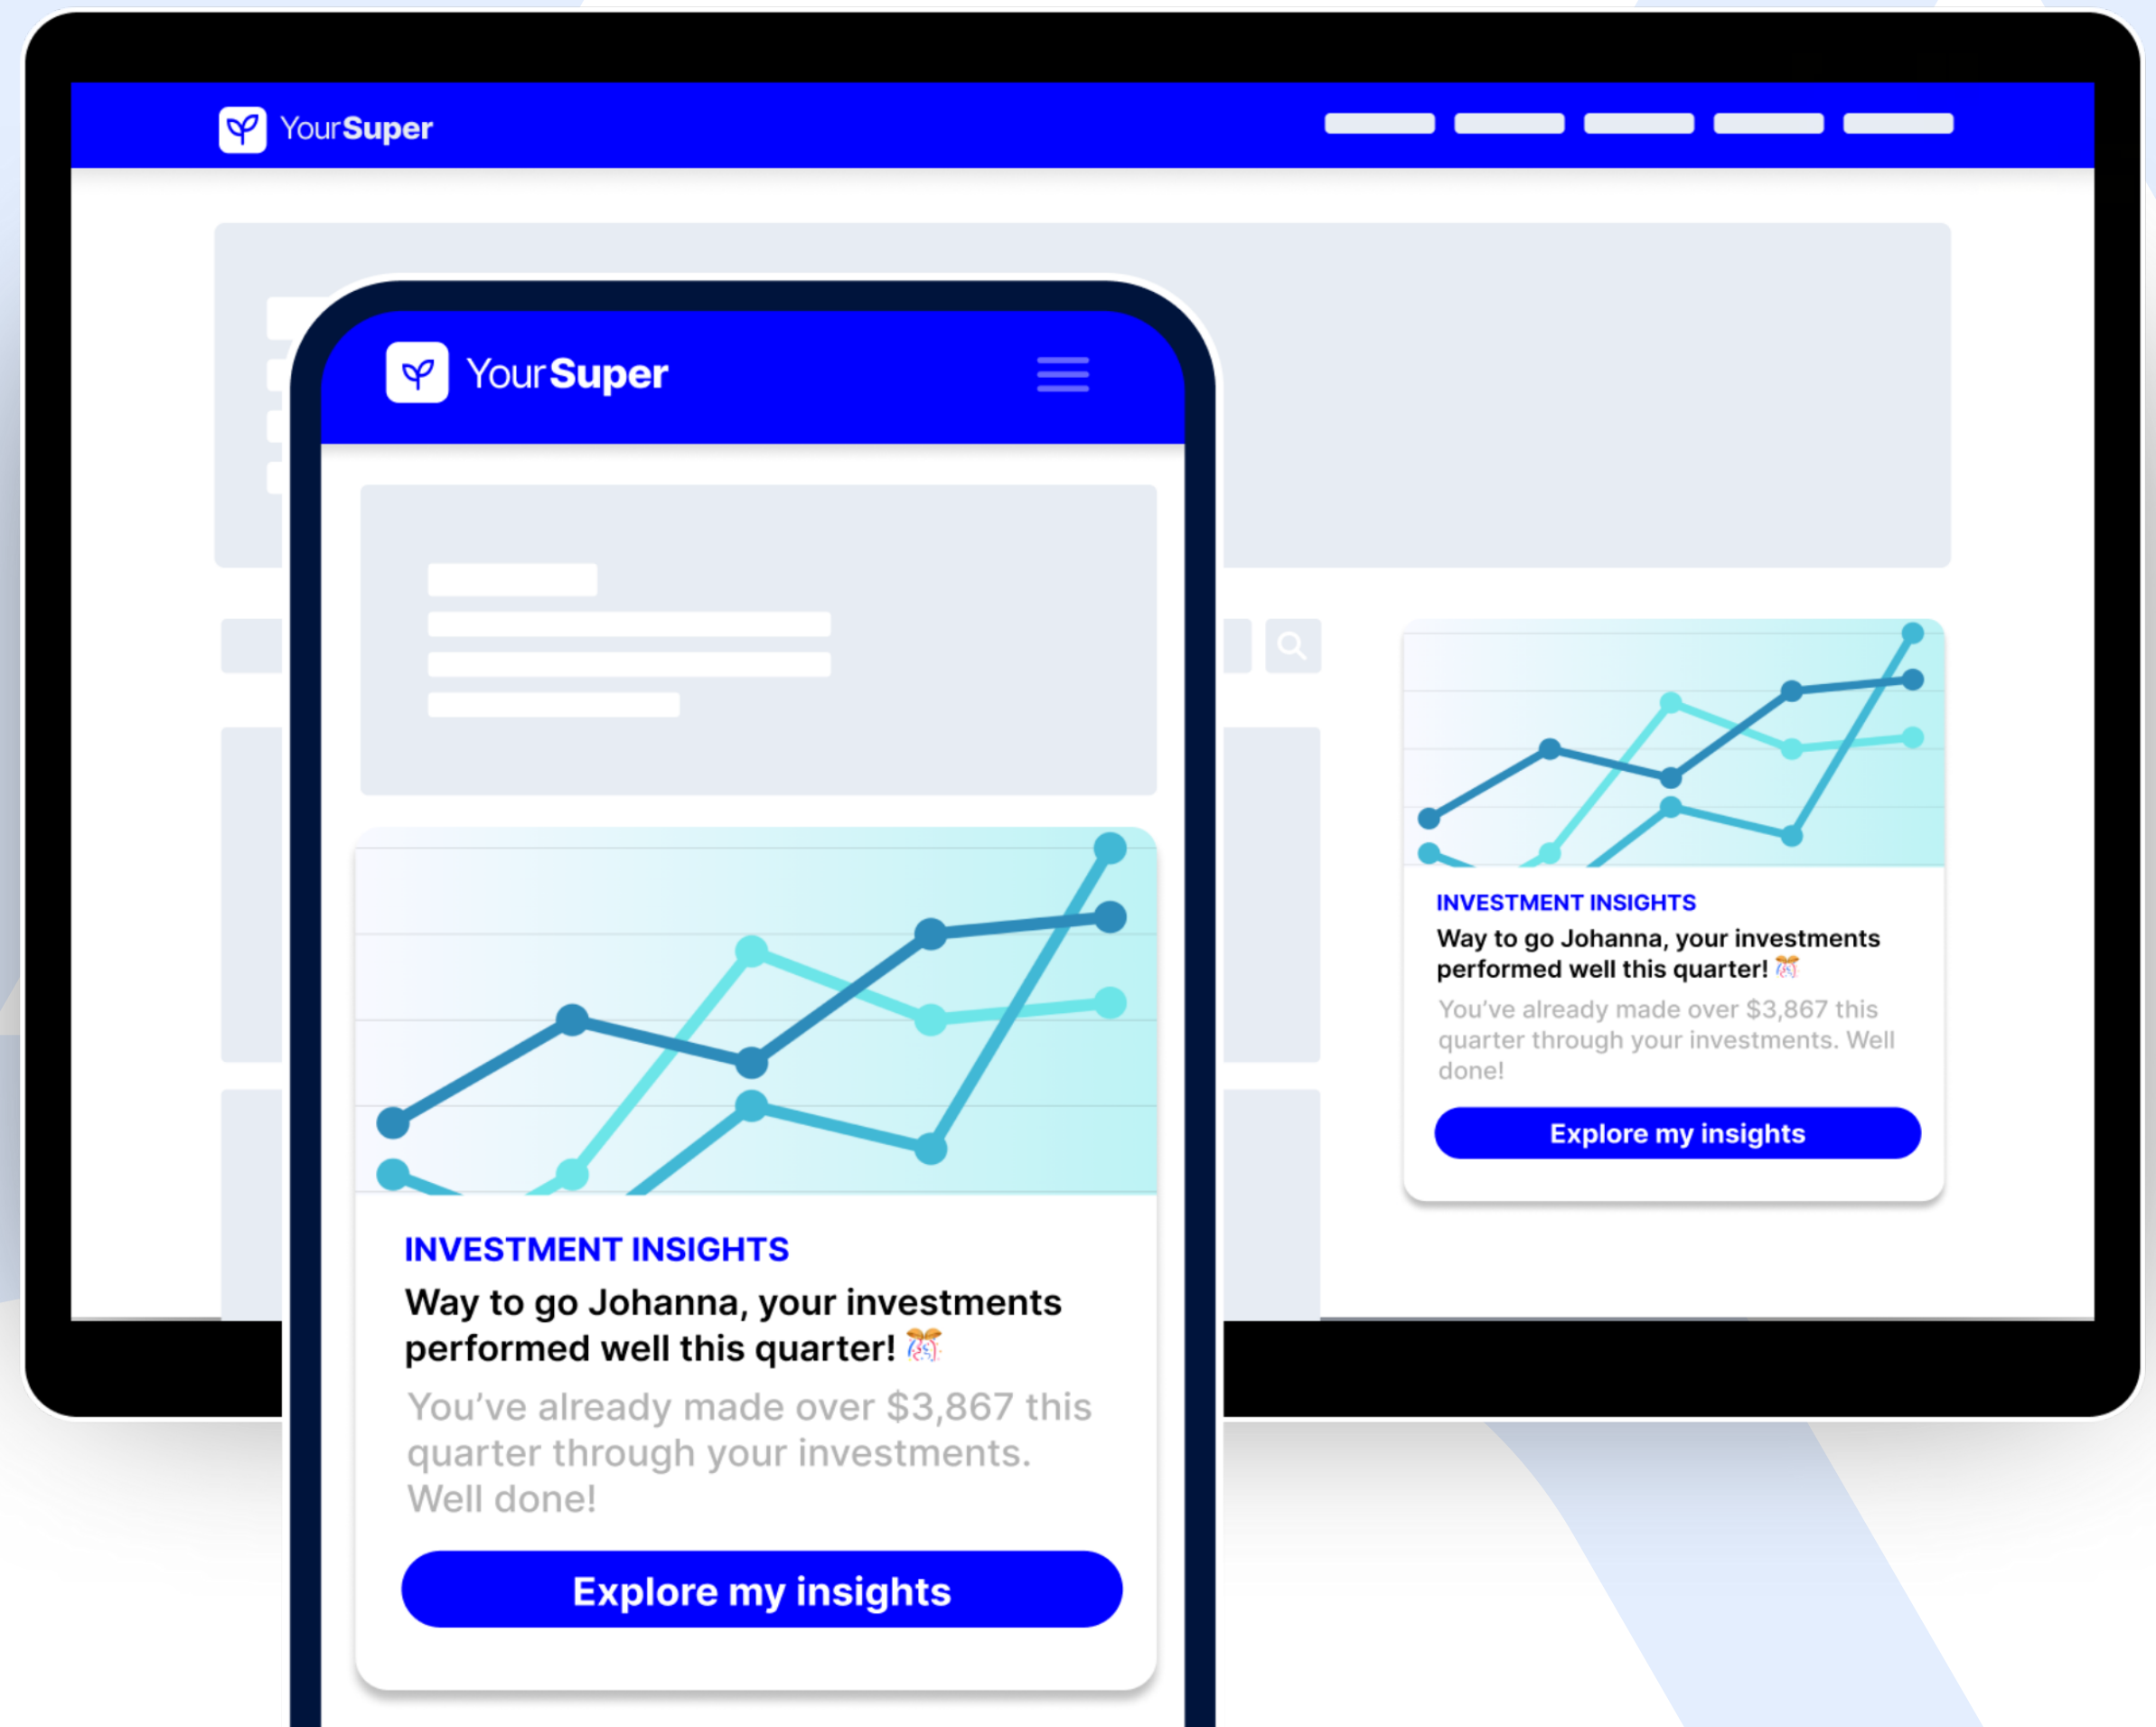 YourSuper
YourSuper
INVESTMENT INSIGHTS
Way to go Johanna, your investments
performed well this quarter! 🎊
You’ve already made over $3,867 this
quarter through your investments. Well
done!
Explore my insights
INVESTMENT INSIGHTS
Way to go Johanna, your investments
performed well this quarter! 🎊
You’ve already made over $3,867 this
quarter through your investments.
Well done!
Explore my insights